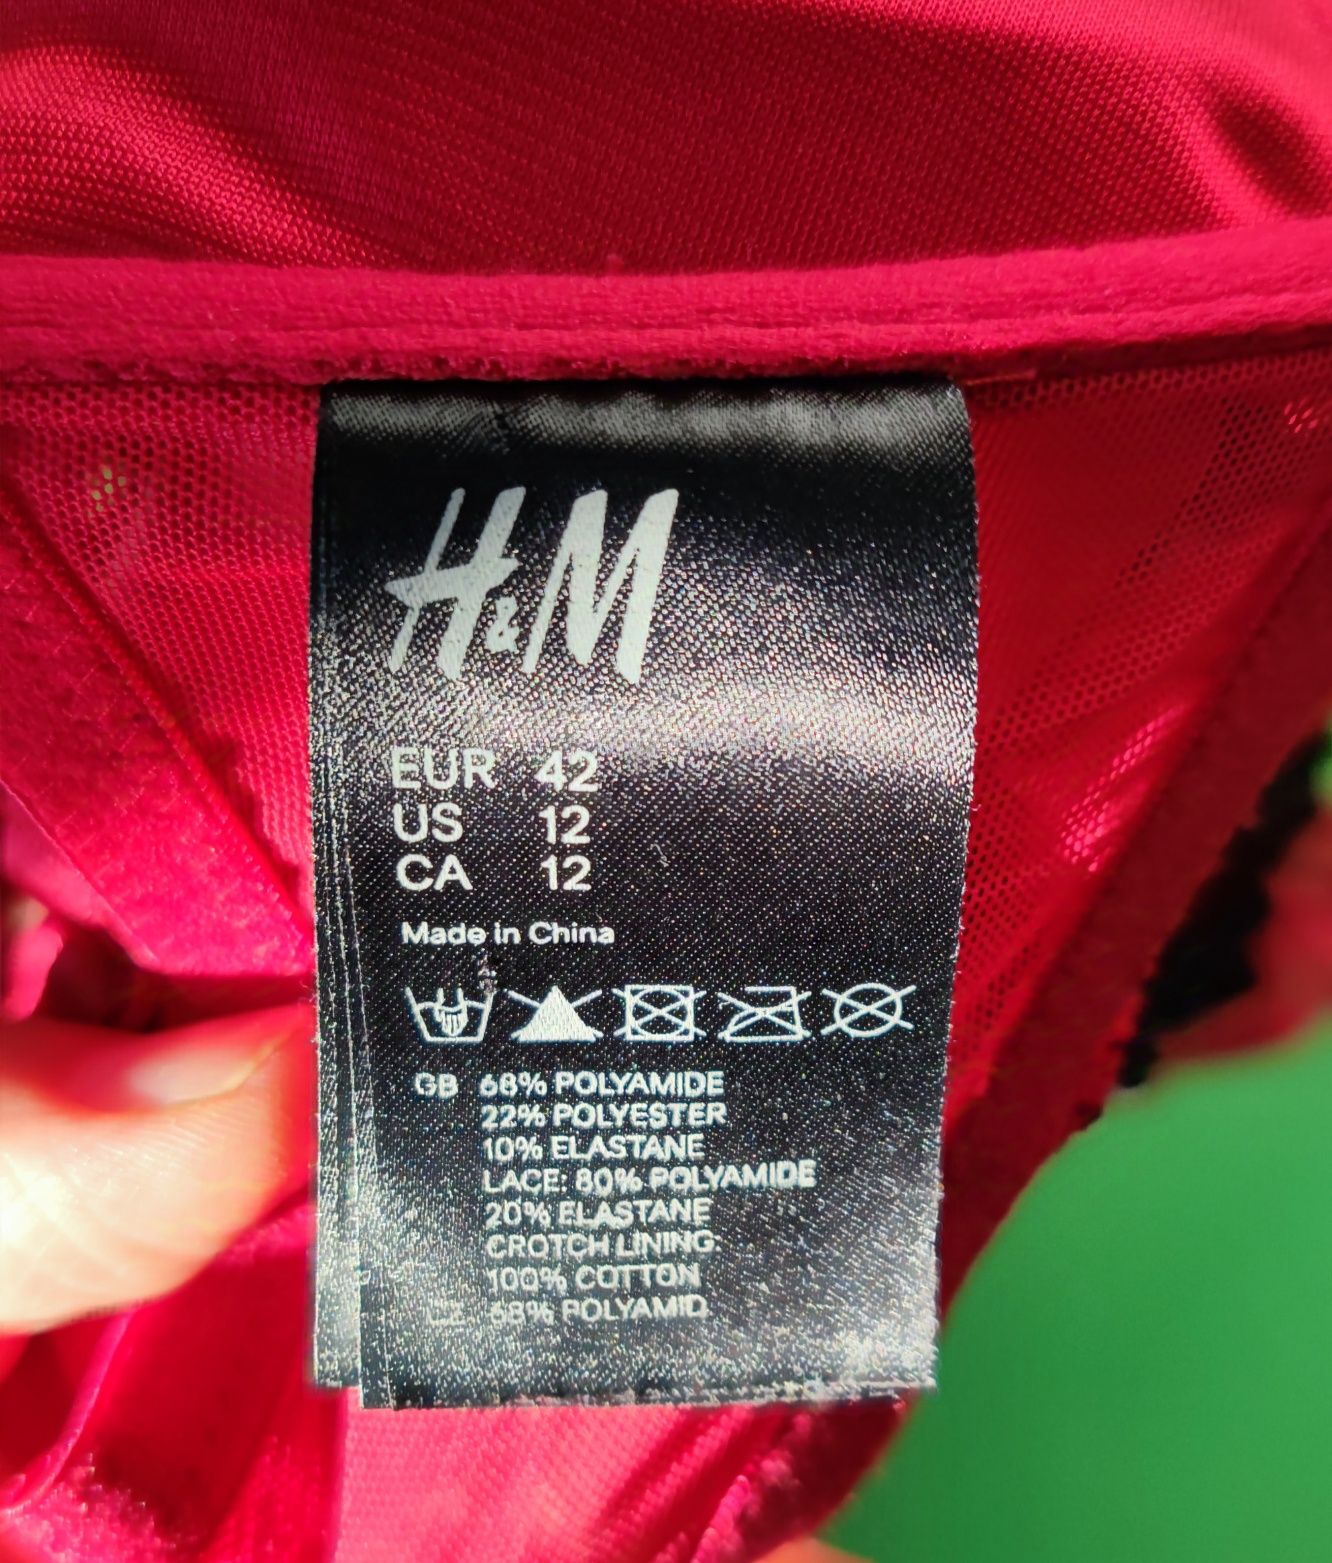 H&M
EUR 42
US 12
CA 12
Made in China
GB 68% POLYAMIDE
22% POLYESTER
10% ELASTANE
LACE: 80% POLYAMIDE
20% ELASTANE
CROTCH LINING:
100% COTTON
68% POLYAMID